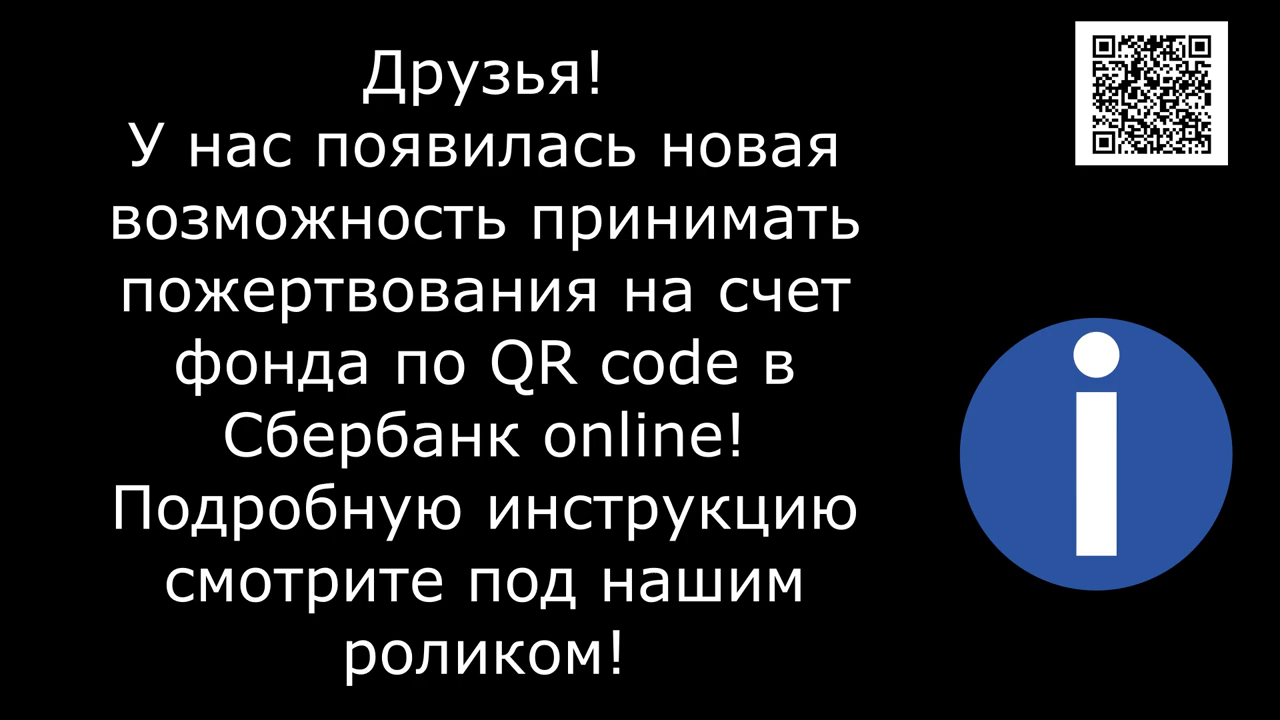 Друзья!
У нас появилась новая
возможность принимать
пожертвования на счет
фонда по QR code в
Сбербанк online!
Подробную инструкцию
смотрите под нашим
роликом!
i